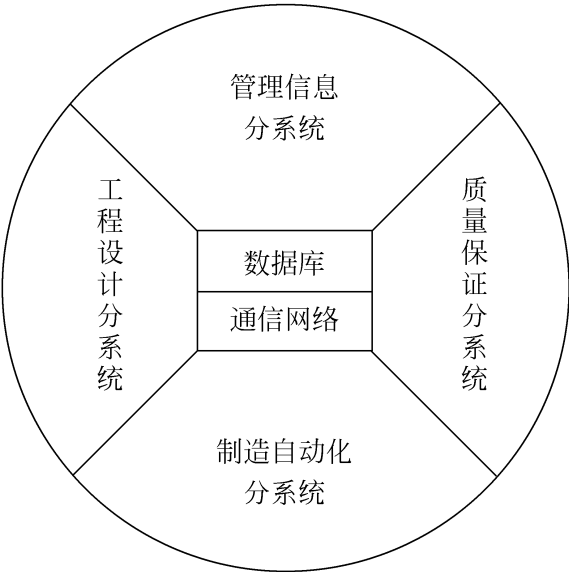 管理信息
分系统
工程设计分系统
质量保证分系统
数据库
通信网络
制造自动化
分系统